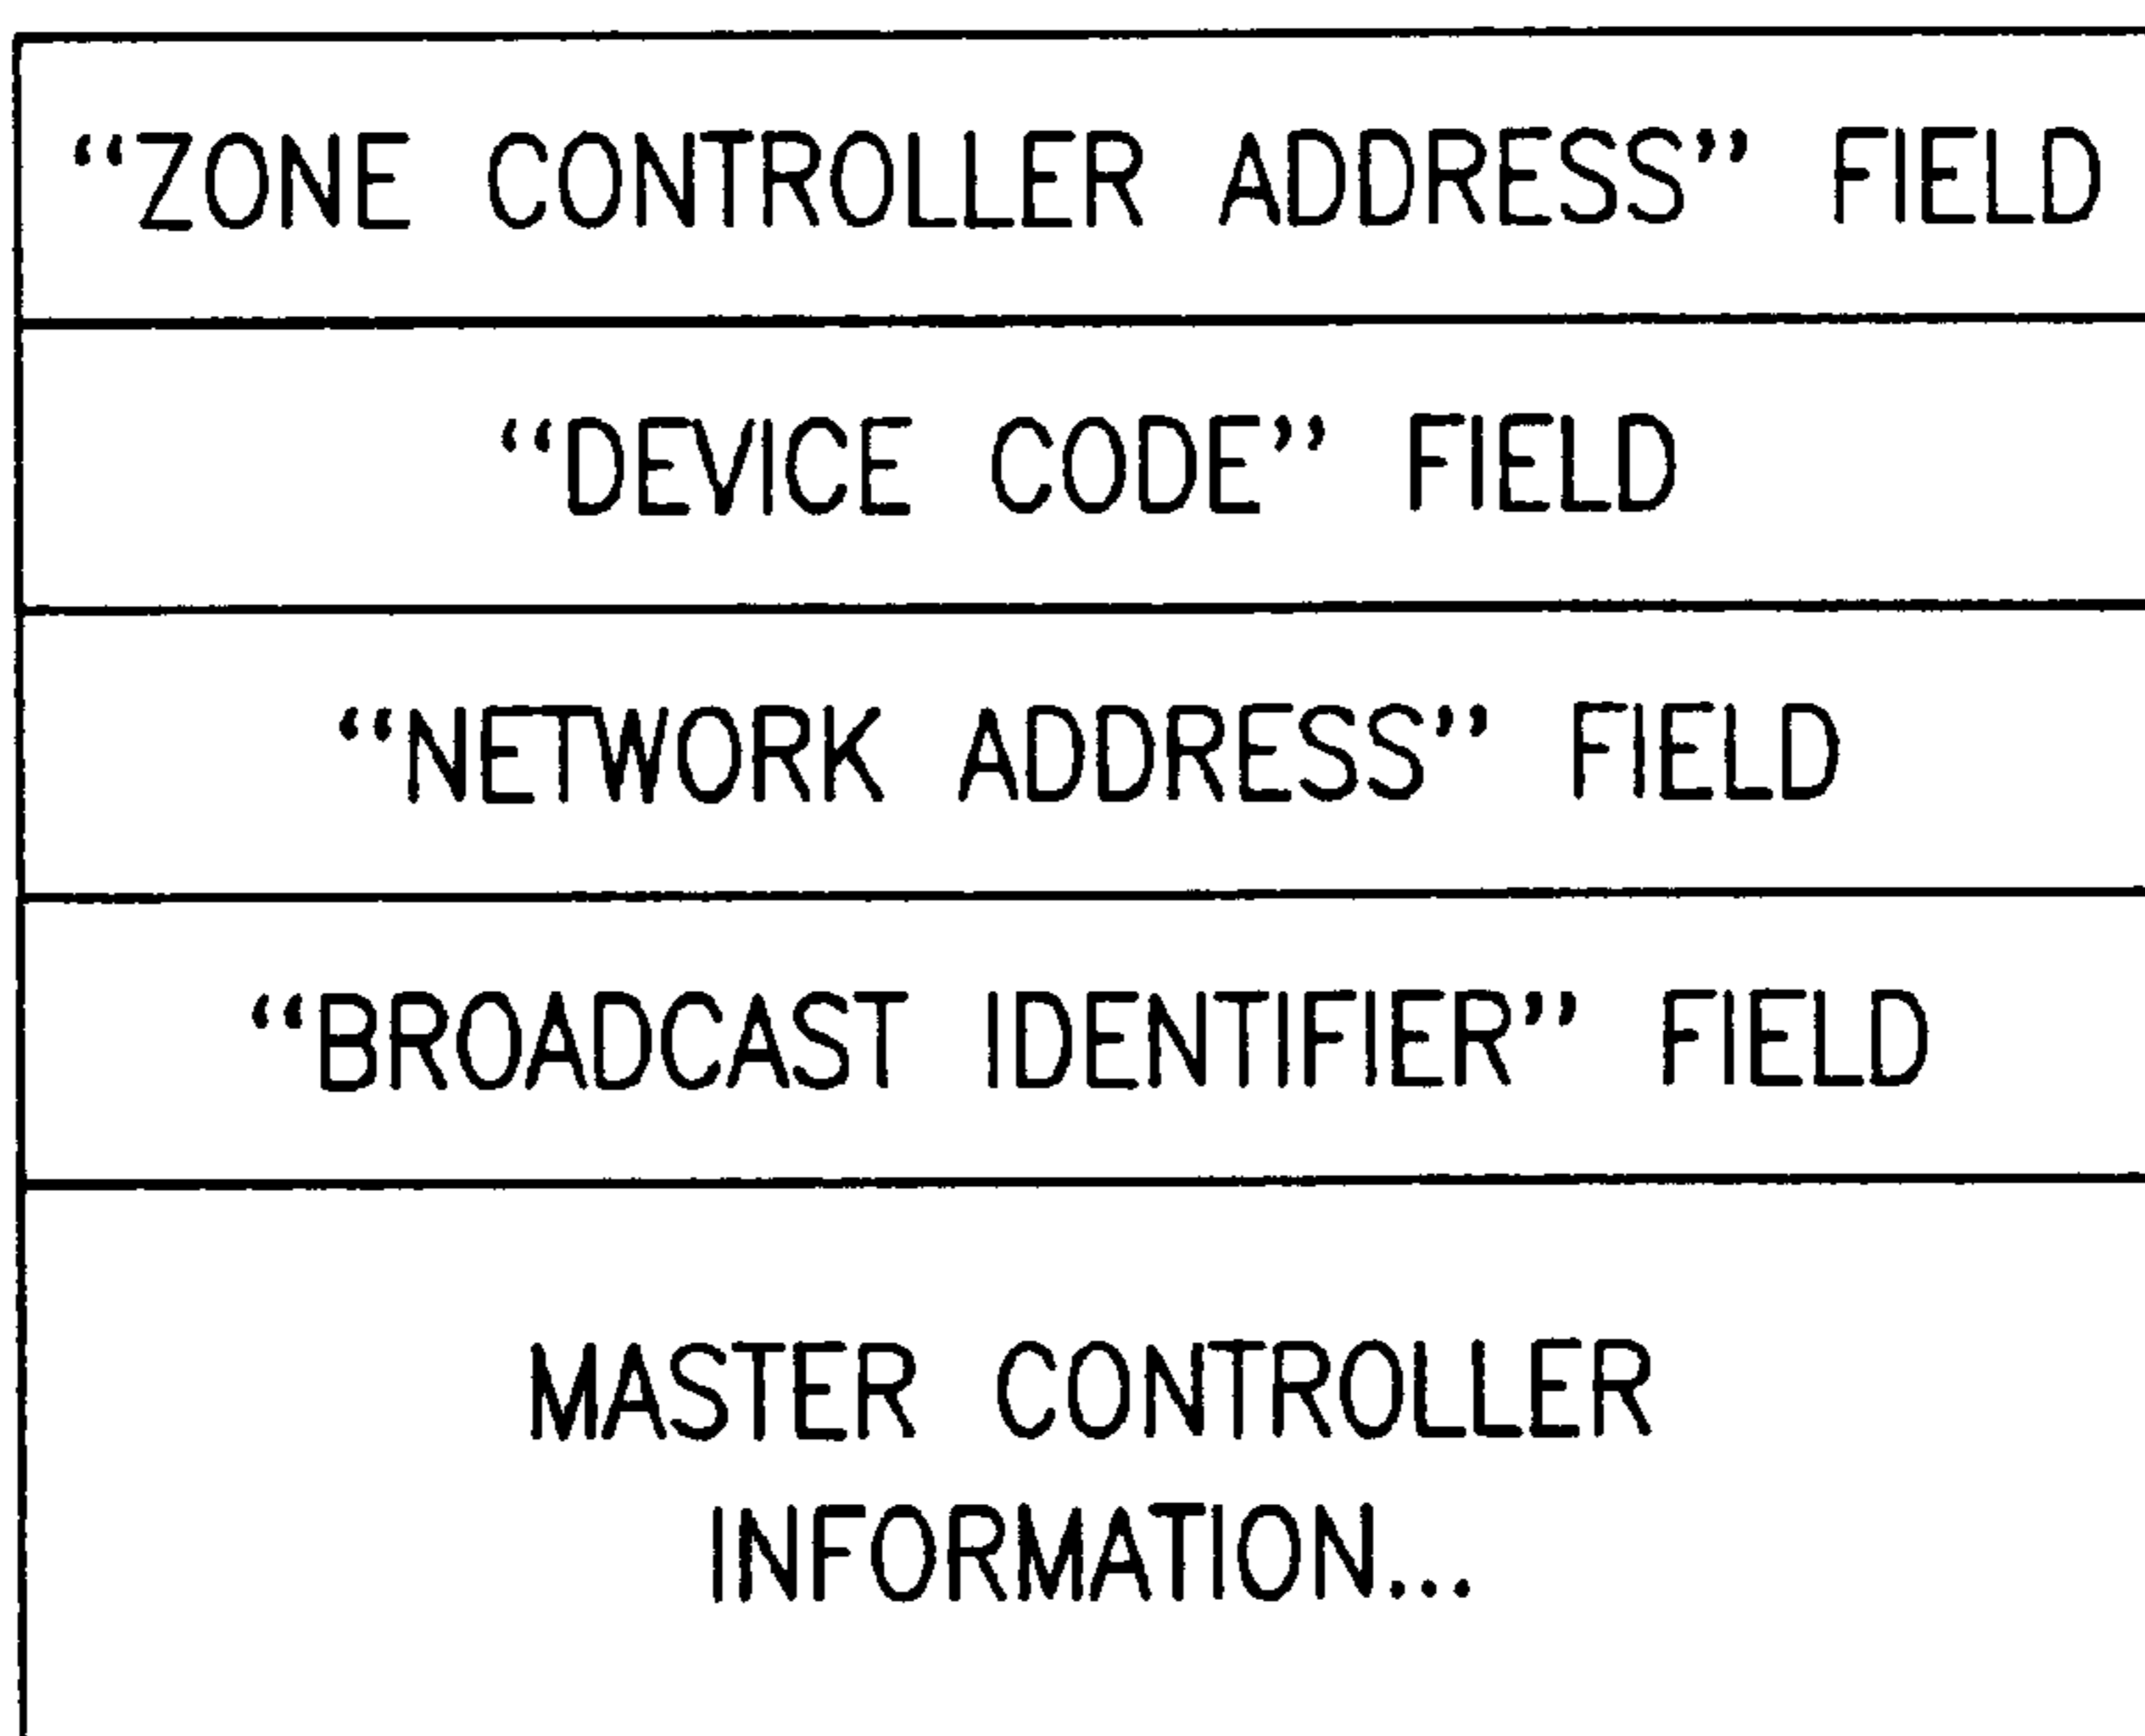 “ZONE CONTROLLER ADDRESS” FIELD
“DEVICE CODE” FIELD
“NETWORK ADDRESS” FIELD
“BROADCAST IDENTIFIER” FIELD
MASTER CONTROLLER
INFORMATION...